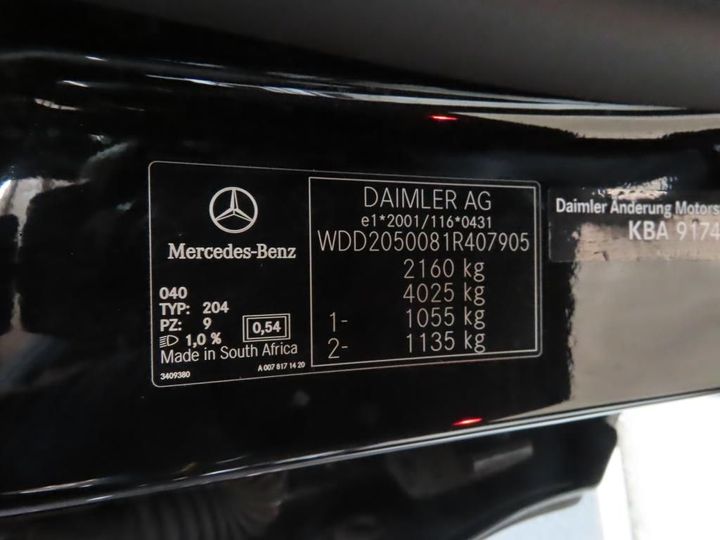 Mercedes-Benz
040
TYP: 204
PZ: 9
1,0 %
0,54
Made in South Africa
3409380
A 007 817 14 20
DAIMLER AG
e1*2001/116*0431
WDD2050081R407905
2160 kg
4025 kg
1- 1055 kg
2- 1135 kg
Daimler Änderung
KBA 9174